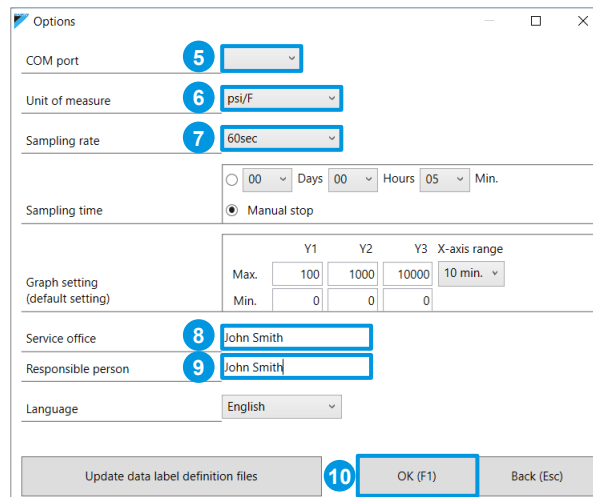 Options
COM port 5
Unit of measure 6 psi/F
Sampling rate 7 60sec
00 Days 00 Hours 05 Min.
Sampling time Manual stop
Y1 Y2 Y3 X-axis range
Max. 100 1000 10000 10 min.
Graph setting
(default setting) Min. 0 0 0
Service office 8 John Smith
Responsible person 9 John Smith
Language English
Update data label definition files 10 OK (F1) Back (Esc)